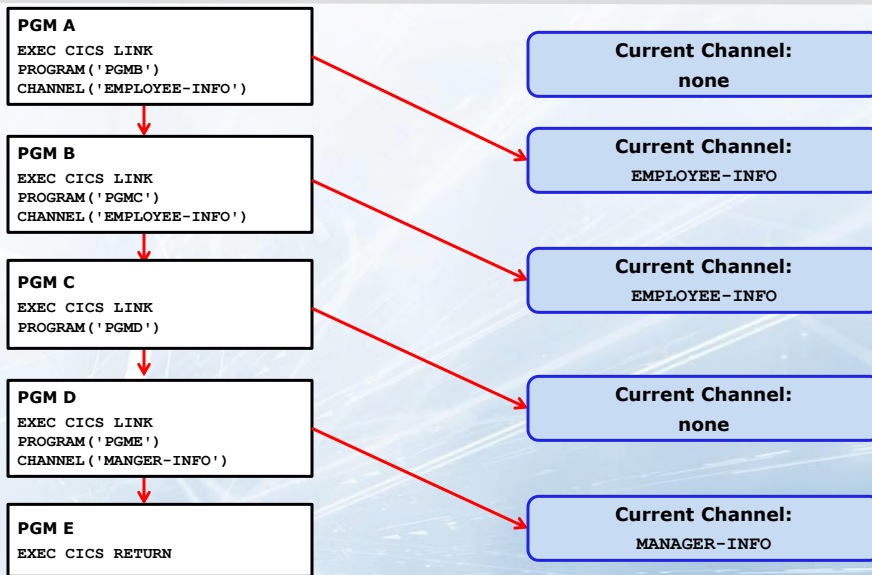 PGM A
EXEC CICS LINK
PROGRAM('PGMB')
CHANNEL('EMPLOYEE-INFO')
Current Channel:
none
PGM B
EXEC CICS LINK
PROGRAM('PGMC')
CHANNEL('EMPLOYEE-INFO')
Current Channel:
EMPLOYEE-INFO
PGM C
EXEC CICS LINK
PROGRAM('PGMD')
Current Channel:
EMPLOYEE-INFO
PGM D
EXEC CICS LINK
PROGRAM('PGME')
CHANNEL('MANGER-INFO')
Current Channel:
none
PGM E
EXEC CICS RETURN
Current Channel:
MANAGER-INFO